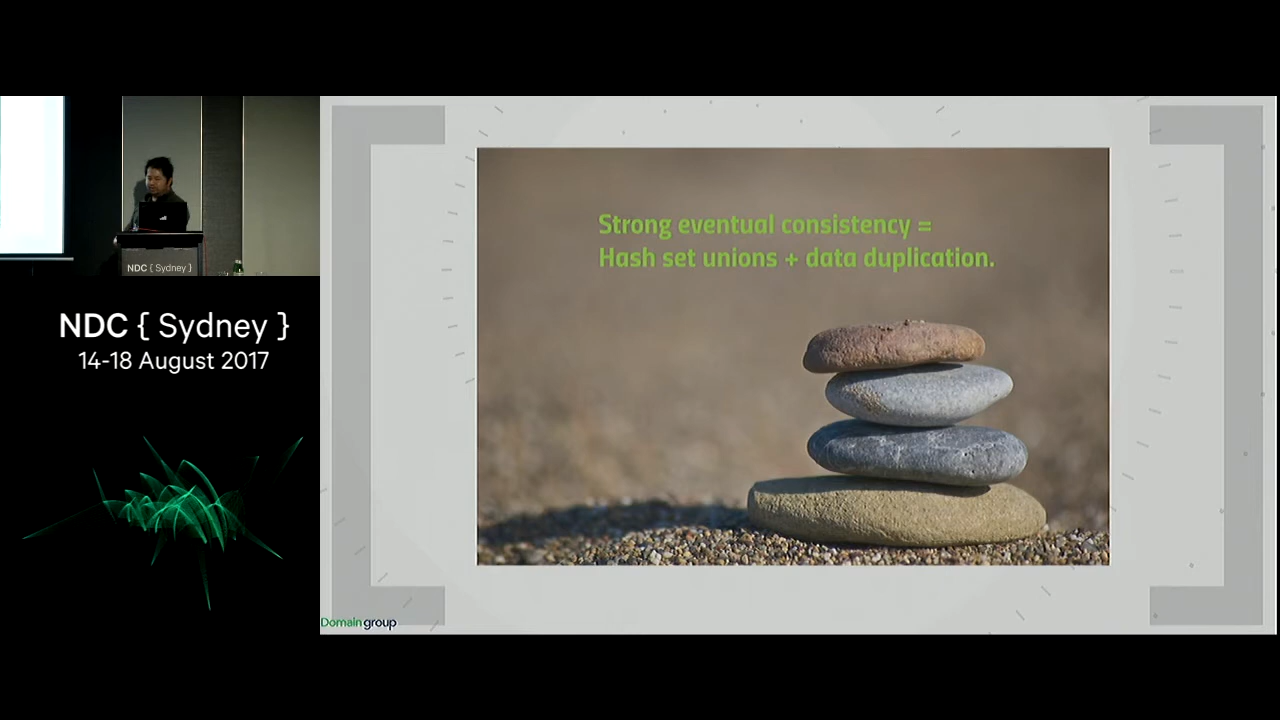 NDC { Sydney }
NDC { Sydney }
14-18 August 2017
Strong eventual consistency =
Hash set unions + data duplication.
Domain group